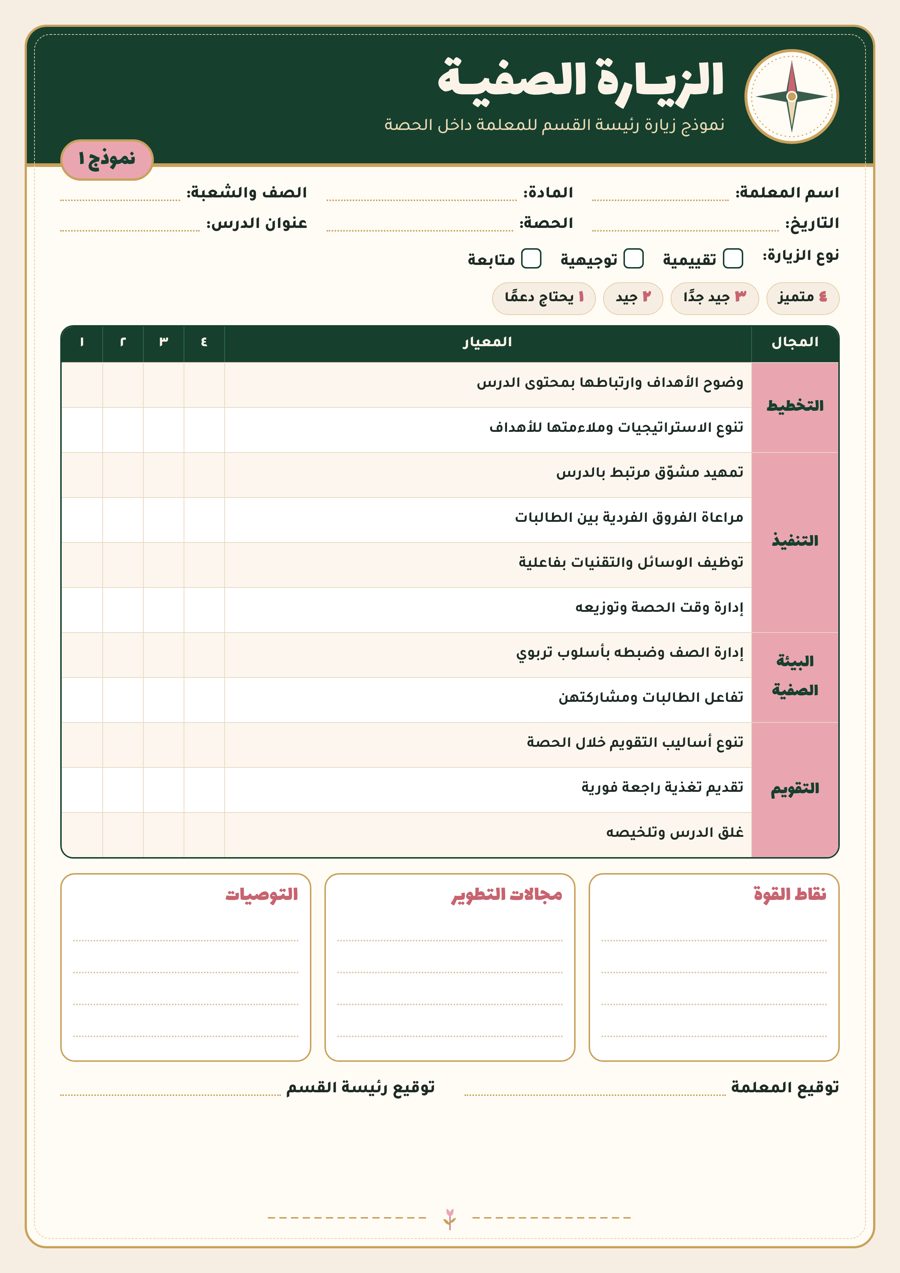 الزيارة الصفية
نموذج زيارة رئيسة القسم للمعلمة داخل الحصة
نموذج ١
اسم المعلمة: المادة: الصف والشعبة:
التاريخ: الحصة: عنوان الدرس:
نوع الزيارة: تقييمية توجيهية متابعة
٤ متميز ٣ جيد جدًا ٢ جيد ١ يحتاج دعمًا
المجال المعيار ٤ ٣ ٢ ١
التخطيط
وضوح الأهداف وارتباطها بمحتوى الدرس
تنوع الاستراتيجيات وملاءمتها للأهداف
التنفيذ
تمهيد مشوّق مرتبط بالدرس
مراعاة الفروق الفردية بين الطالبات
توظيف الوسائل والتقنيات بفاعلية
إدارة وقت الحصة وتوزيعه
البيئة
الصفية
إدارة الصف وضبطه بأسلوب تربوي
تفاعل الطالبات ومشاركتهن
التقويم
تنوع أساليب التقويم خلال الحصة
تقديم تغذية راجعة فورية
غلق الدرس وتلخيصه
نقاط القوة
مجالات التطوير
التوصيات
توقيع المعلمة توقيع رئيسة القسم